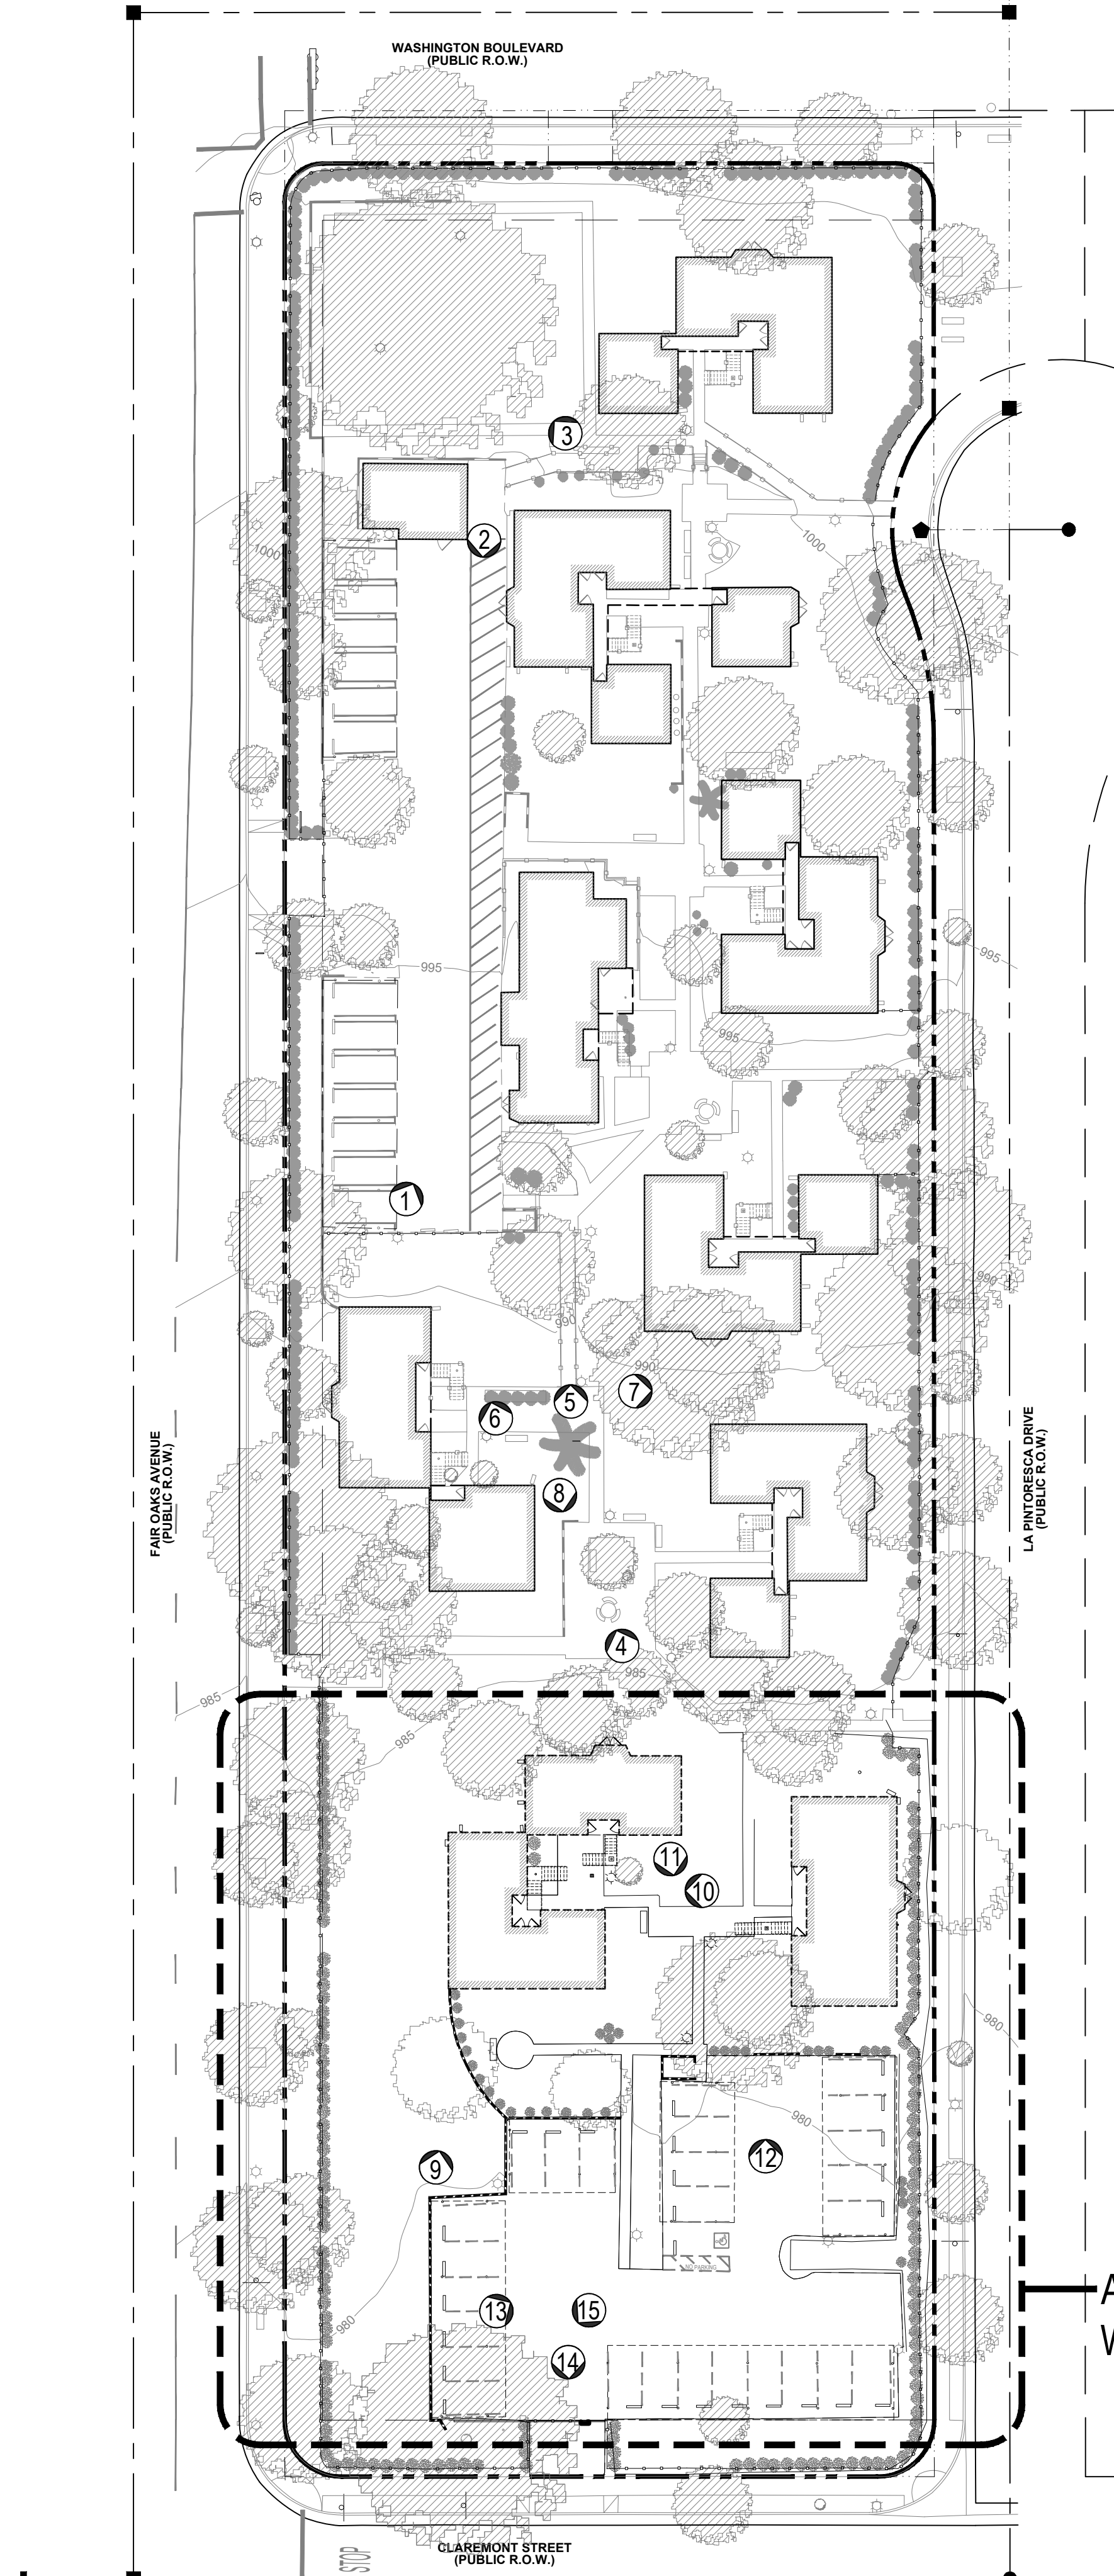 WASHINGTON BOULEVARD
(PUBLIC R.O.W.)
3
2
1000
1000
995
995
995
1
990
990
990
7
5
6
FAIR OAKS AVENUE
(PUBLIC R.O.W.)
LA PINTORESCA DRIVE
(PUBLIC R.O.W.)
8
4
985
985
985
11
10
980
980
12
9
NO PARKING
13
15
980
14
A
W
CLAREMONT STREET
(PUBLIC R.O.W.)
STOP